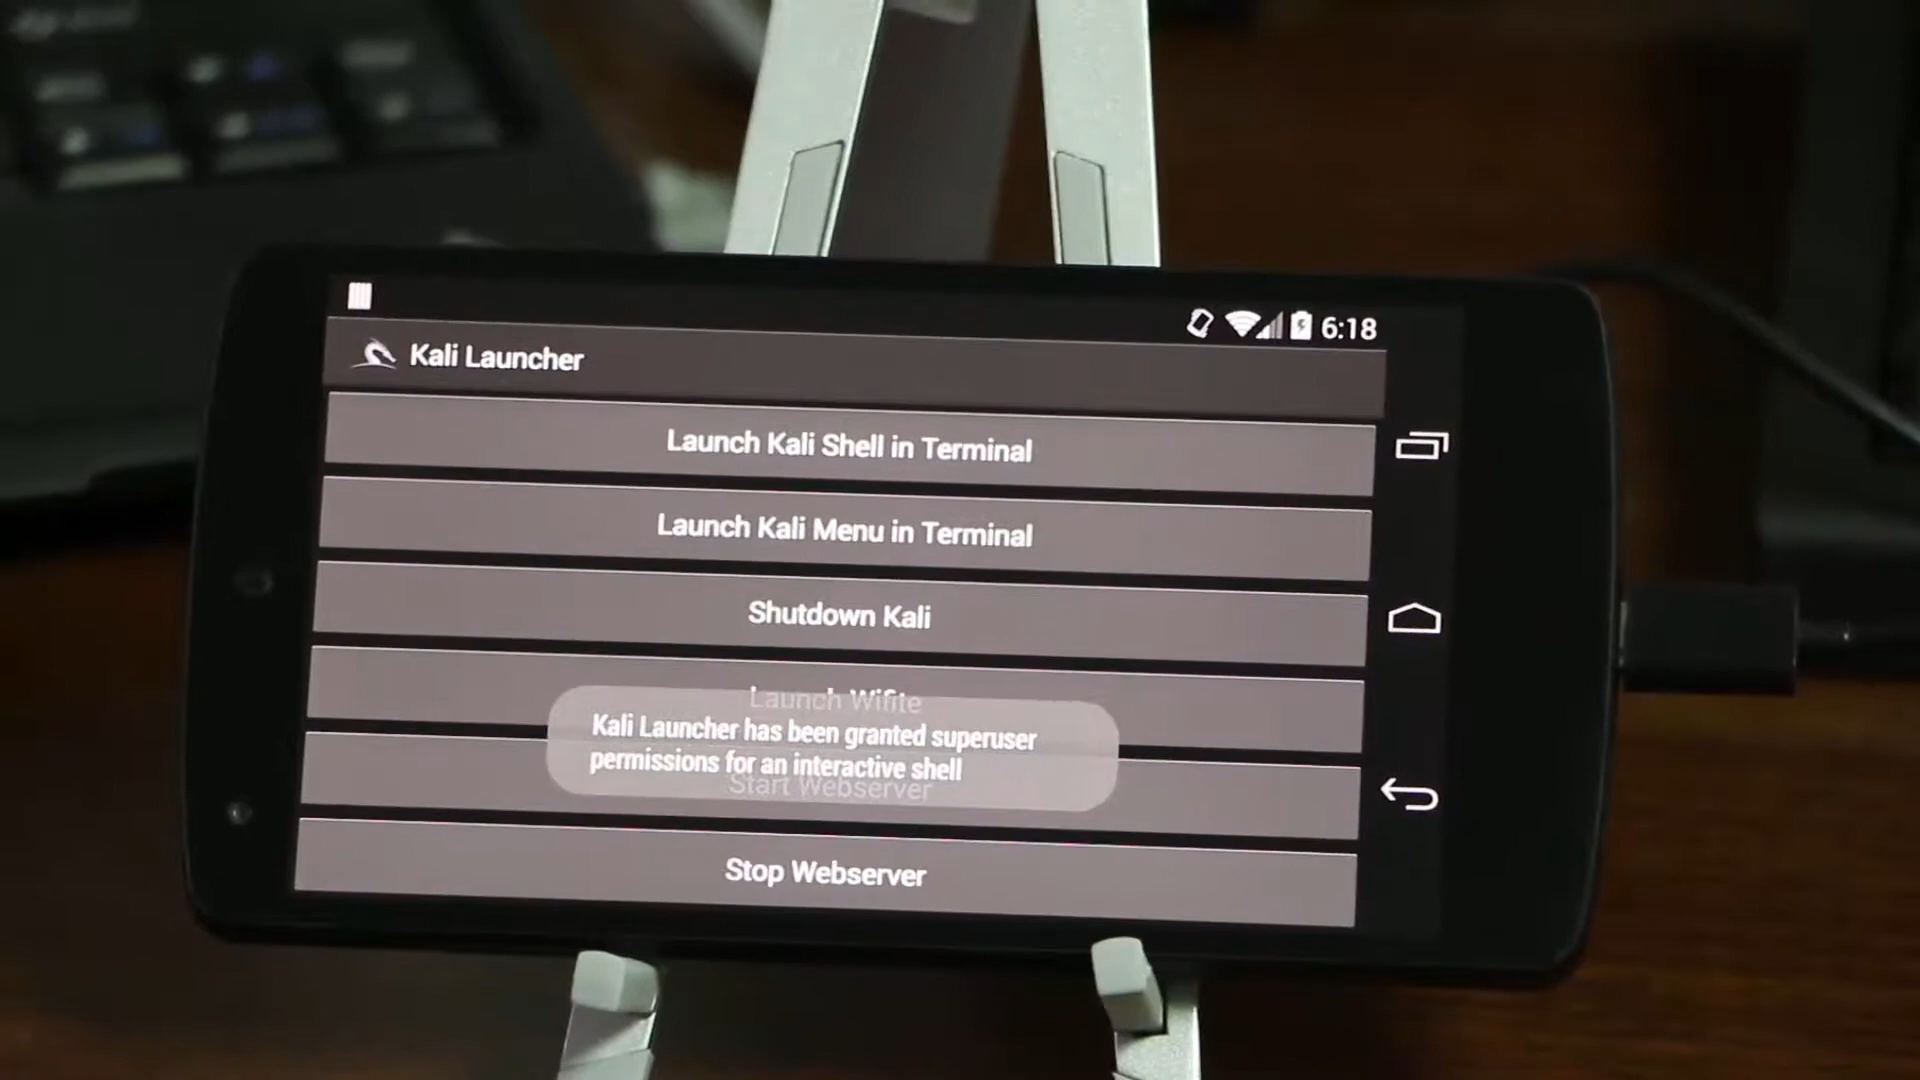 6:18
Kali Launcher
Launch Kali Shell in Terminal
Launch Kali Menu in Terminal
Shutdown Kali
Launch Wifite
Kali Launcher has been granted superuser
permissions for an interactive shell
Start Webserver
Stop Webserver